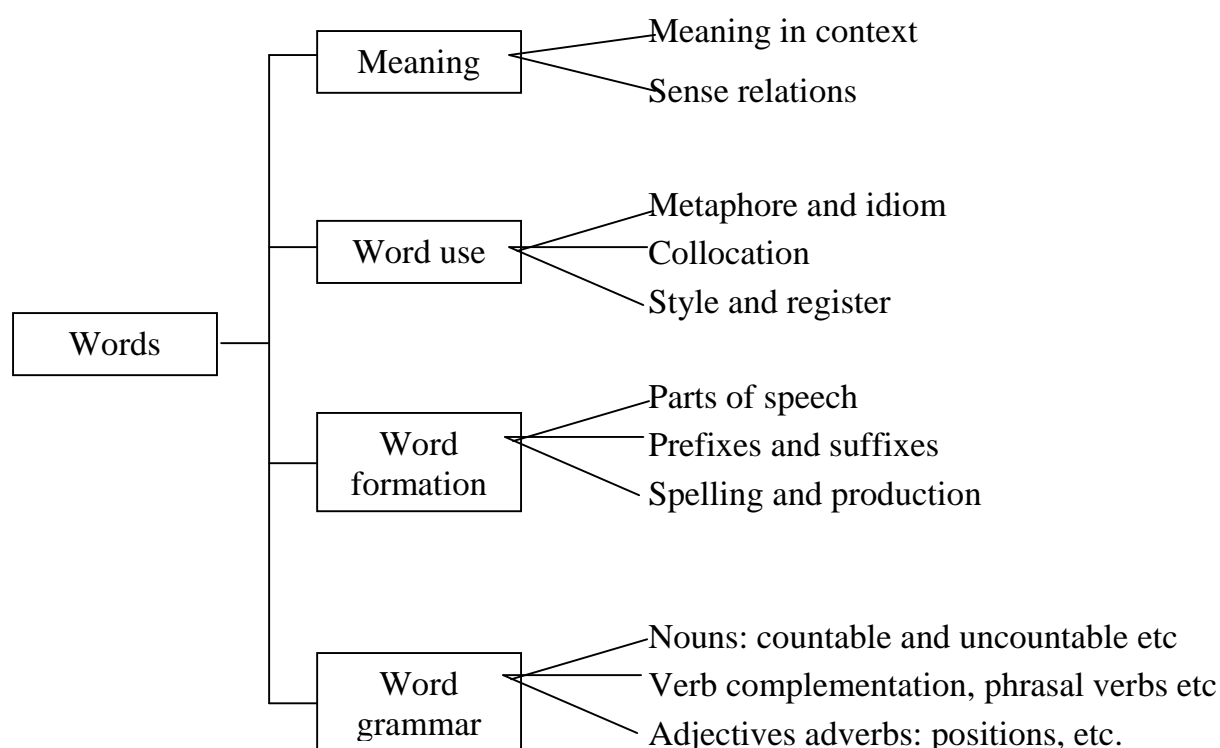 Words
Meaning
Meaning in context
Sense relations
Word use
Metaphore and idiom
Collocation
Style and register
Word
formation
Parts of speech
Prefixes and suffixes
Spelling and production
Word
grammar
Nouns: countable and uncountable etc
Verb complementation, phrasal verbs etc
Adjectives adverbs: positions, etc.